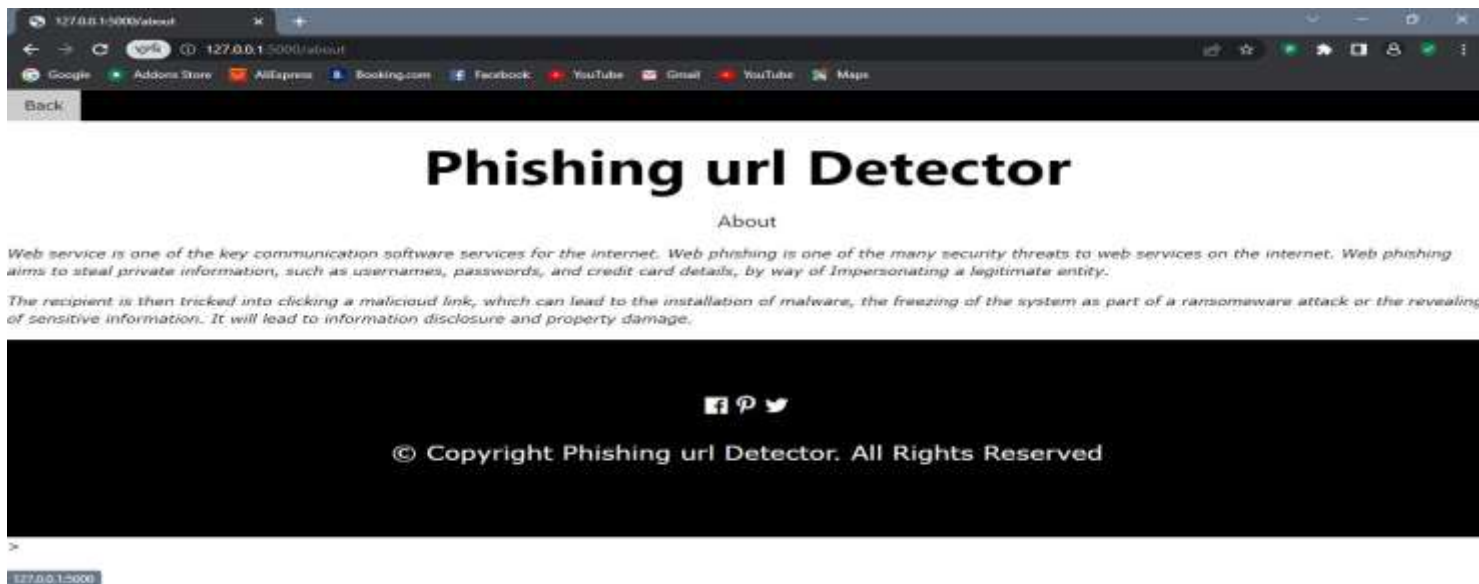 127.0.0.1:5000/about
127.0.0.1:5000/about
Google Addons Store AliExpress Booking.com Facebook YouTube Gmail YouTube Maps
Back
Phishing url Detector
About
Web service is one of the key communication software services for the internet. Web phishing is one of the many security threats to web services on the internet. Web phishing
aims to steal private information, such as usernames, passwords, and credit card details, by way of Impersonating a legitimate entity.
The recipient is then tricked into clicking a malicioud link, which can lead to the installation of malware, the freezing of the system as part of a ransomeware attack or the revealing
of sensitive information. It will lead to information disclosure and property damage.
© Copyright Phishing url Detector. All Rights Reserved
>
127.0.0.1:5000